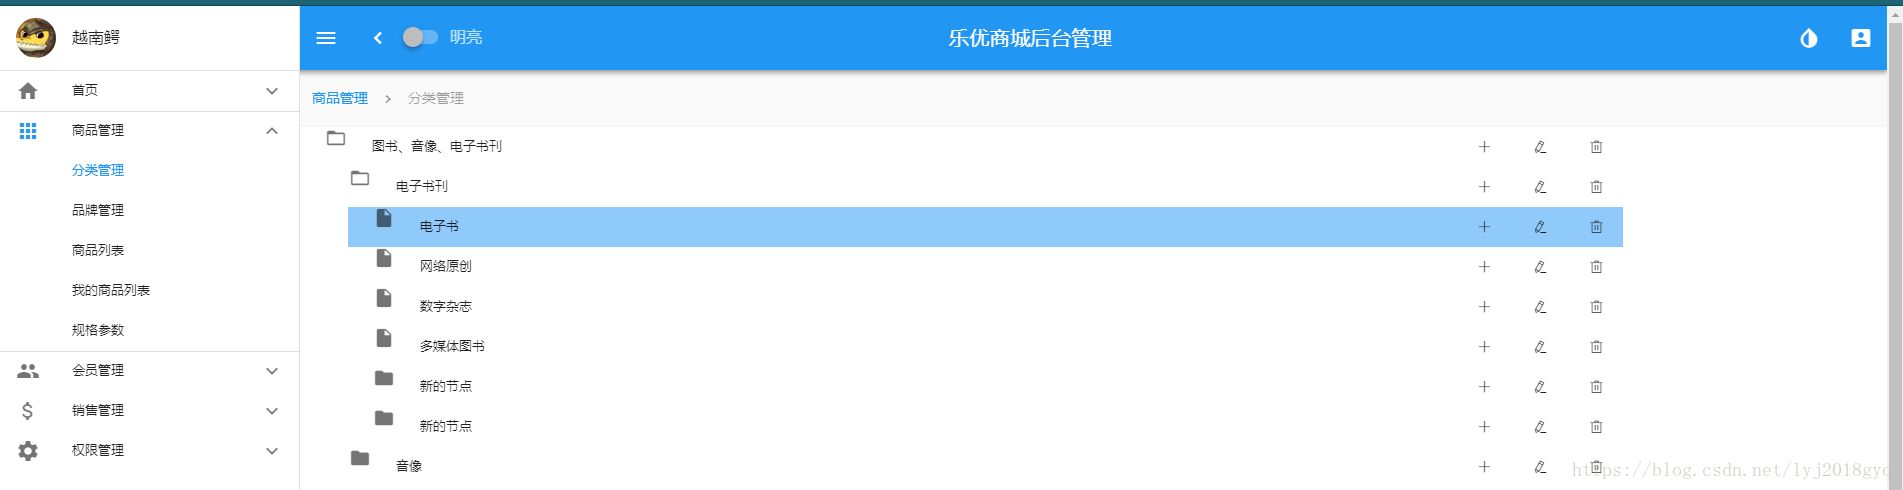 越南鳄
明亮
乐优商城后台管理
首页
商品管理
分类管理
品牌管理
商品列表
我的商品列表
规格参数
会员管理
销售管理
权限管理
商品管理 > 分类管理
图书、音像、电子书刊
电子书刊
电子书
网络原创
数字杂志
多媒体图书
新的节点
新的节点
音像
https://blog.csdn.net/lyj2018gyq